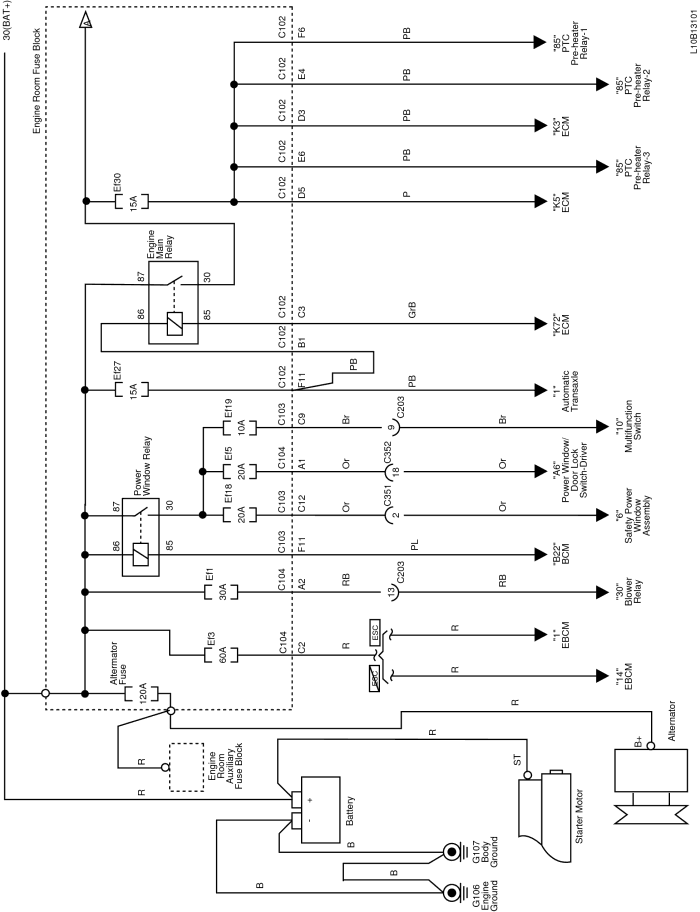 30(BAT+)
Engine Room Fuse Block
A
L10B13101
C102
F6
PB
"85"
PTC
Pre-heater
Relay-1
C102
E4
PB
"85"
PTC
Pre-heater
Relay-2
C102
D3
PB
"K3"
ECM
C102
E6
PB
"85"
PTC
Pre-heater
Relay-3
Ef30
15A
C102
D5
P
"K5"
ECM
Engine
Main
Relay
87
30
86
85
C102
C3
GrB
"K72"
ECM
C102
B1
PB
Ef27
15A
C102
F11
PB
"1"
Automatic
Transaxle
Ef19
10A
C103
C9
Br
9
C203
Br
"10"
Multifunction
Switch
Ef5
20A
C104
A1
Or
18
C352
Or
"A6"
Power Window/
Door Lock
Switch-Driver
Power
Window Relay
87
30
86
85
Ef18
20A
C103
C12
Or
2
C351
Or
"6"
Safety Power
Window
Assembly
C103
F11
PL
"B22"
BCM
Ef1
30A
C104
A2
RB
13
C203
RB
"30"
Blower
Relay
Ef3
60A
C104
C2
R
ESC
R
"1"
EBCM
ESC
R
"14"
EBCM
Alternator
Fuse
120A
R
Engine
Room
Auxiliary
Fuse Block
R
R
B+
Alternator
R
ST
Starter Motor
+
-
Battery
B
G107
Body
Ground
B
B
G106
Engine
Ground